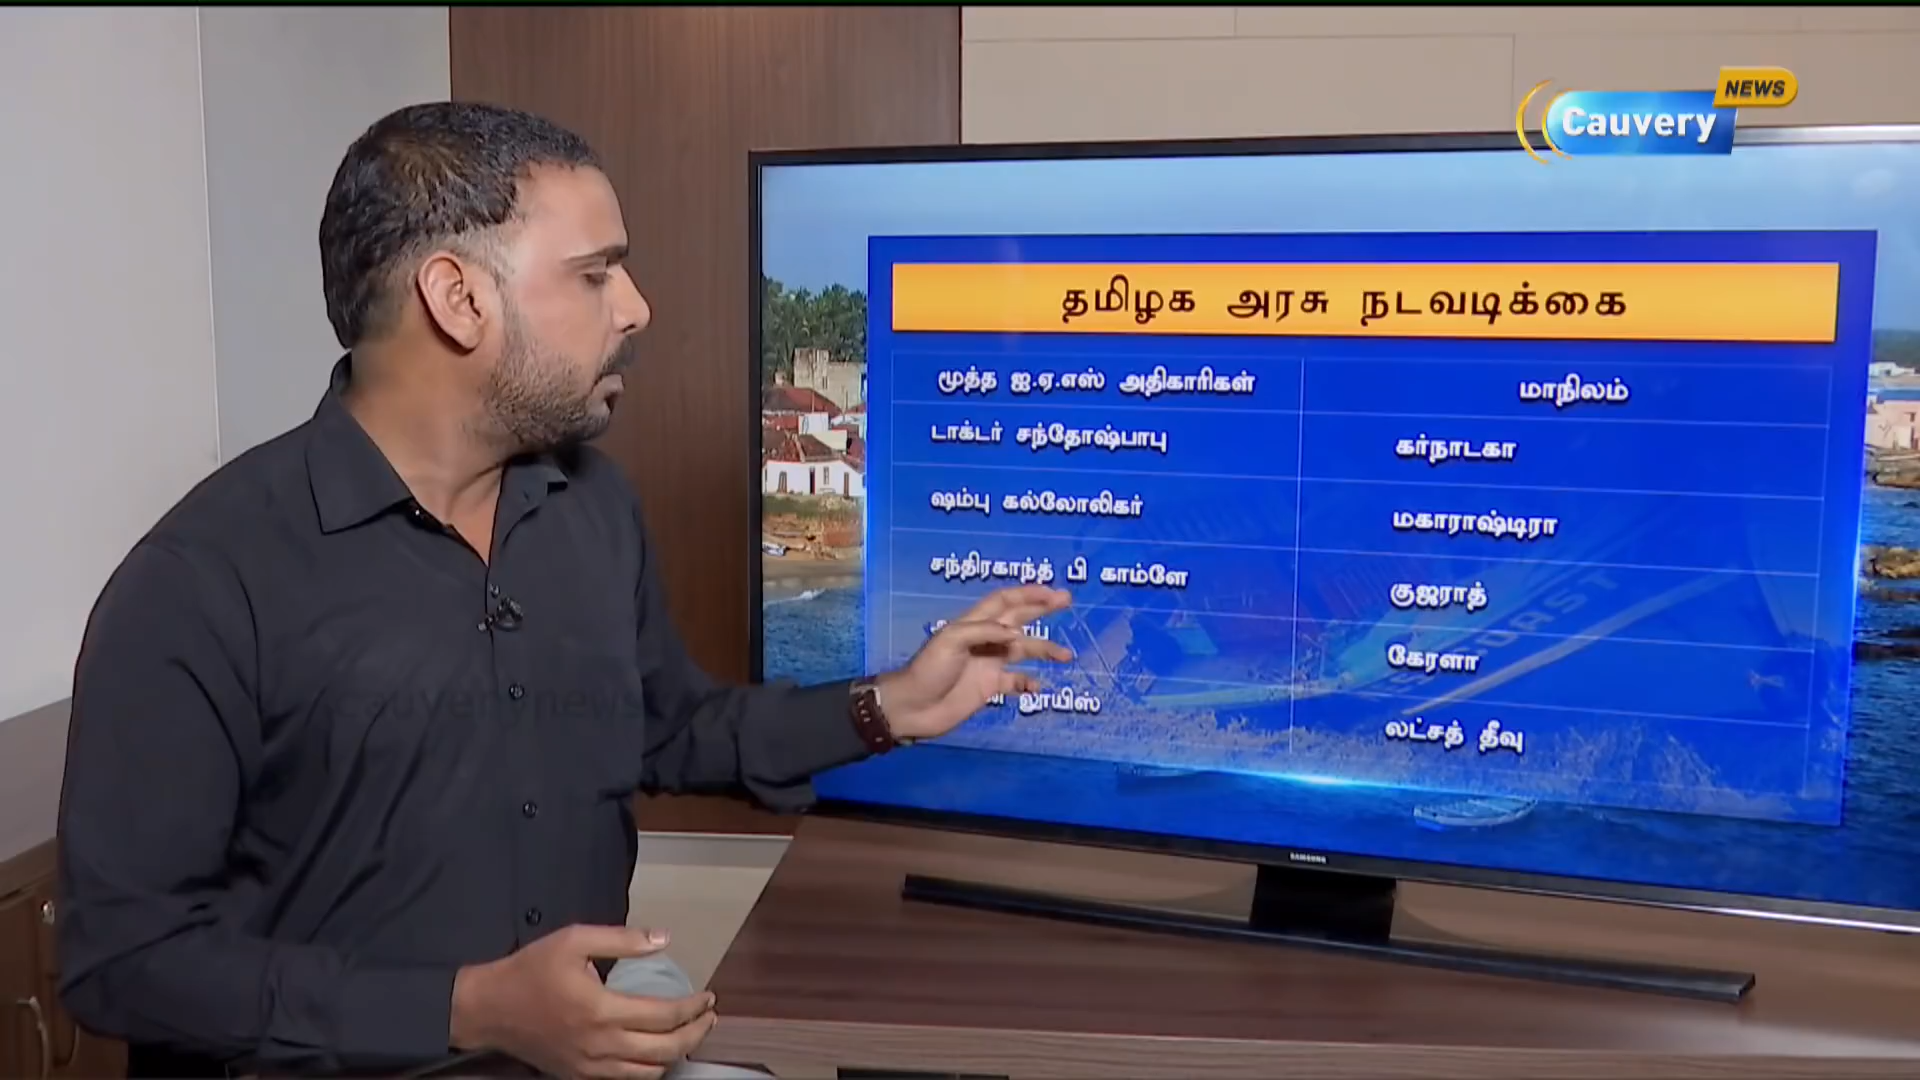 NEWS
Cauvery
தமிழக அரசு நடவடிக்கை
மூத்த ஐ.ஏ.எஸ் அதிகாரிகள் மாநிலம்
டாக்டர் சந்தோஷ்பாபு கர்நாடகா
ஷம்பு கல்லோலிகர் மகாராஷ்டிரா
சந்திரகாந்த் பி காம்ளே குஜராத்
கேரளா
லூயிஸ் லட்சத் தீவு
SAMSUNG